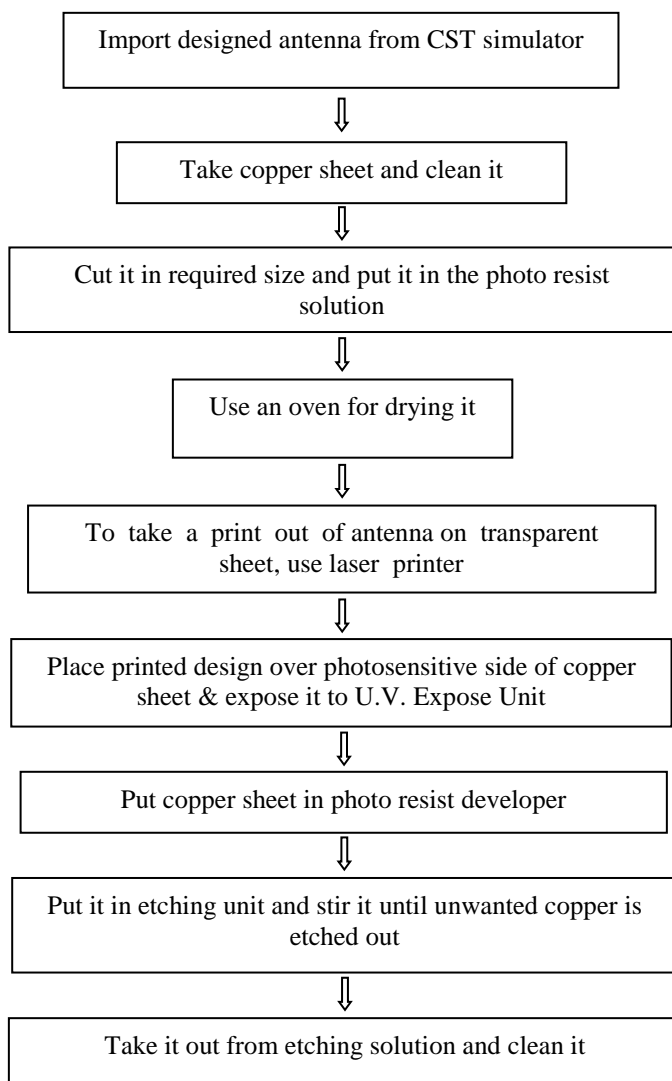 Import designed antenna from CST simulator
Take copper sheet and clean it
Cut it in required size and put it in the photo resist
solution
Use an oven for drying it
To take a print out of antenna on transparent
sheet, use laser printer
Place printed design over photosensitive side of copper
sheet & expose it to U.V. Expose Unit
Put copper sheet in photo resist developer
Put it in etching unit and stir it until unwanted copper is
etched out
Take it out from etching solution and clean it